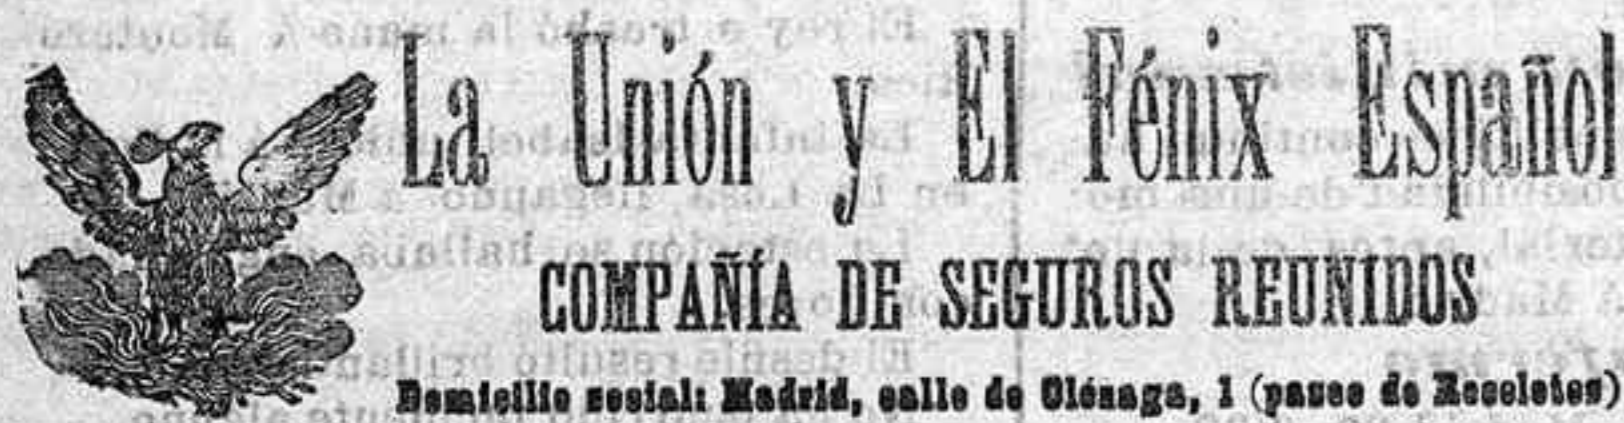 La Unión y El Fénix Español
COMPAÑÍA DE SEGUROS REUNIDOS
Domicilio social: Madrid, calle de Olózaga, 1 (paseo de Recoletos)